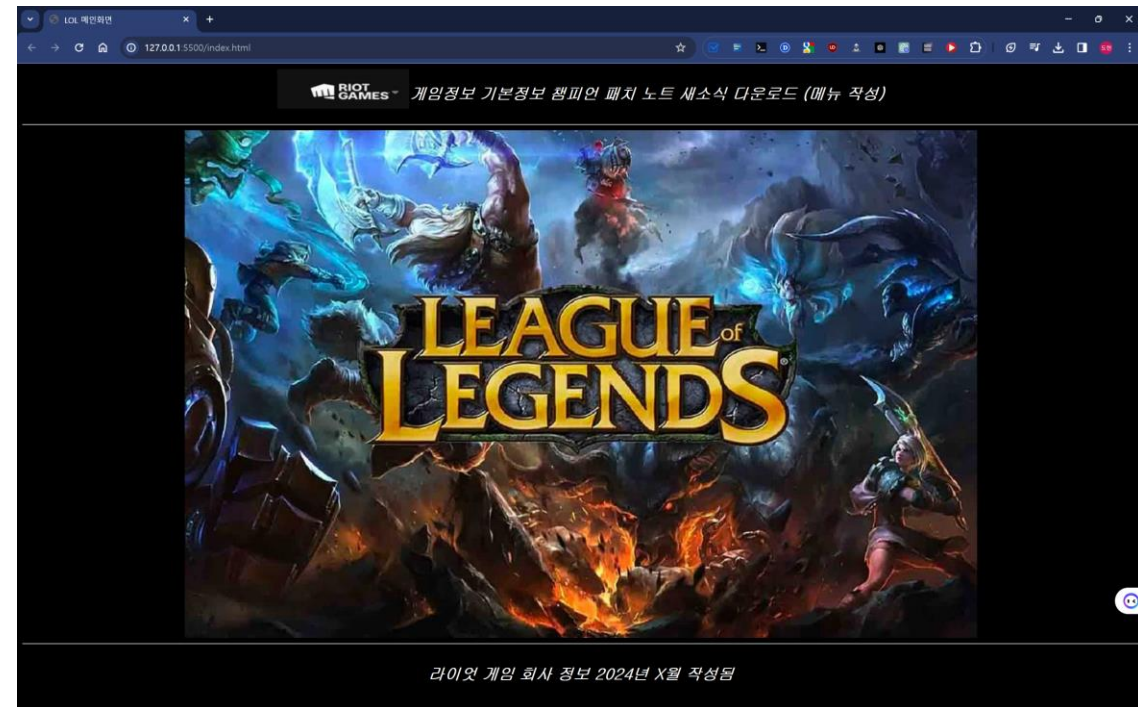 LOL 메인화면
127.0.0.1:5500/index.html
RIOT GAMES 게임정보 기본정보 챔피언 패치 노트 새소식 다운로드 (메뉴 작성)
LEAGUE of
LEGENDS
라이엇 게임 회사 정보 2024년 X월 작성됨